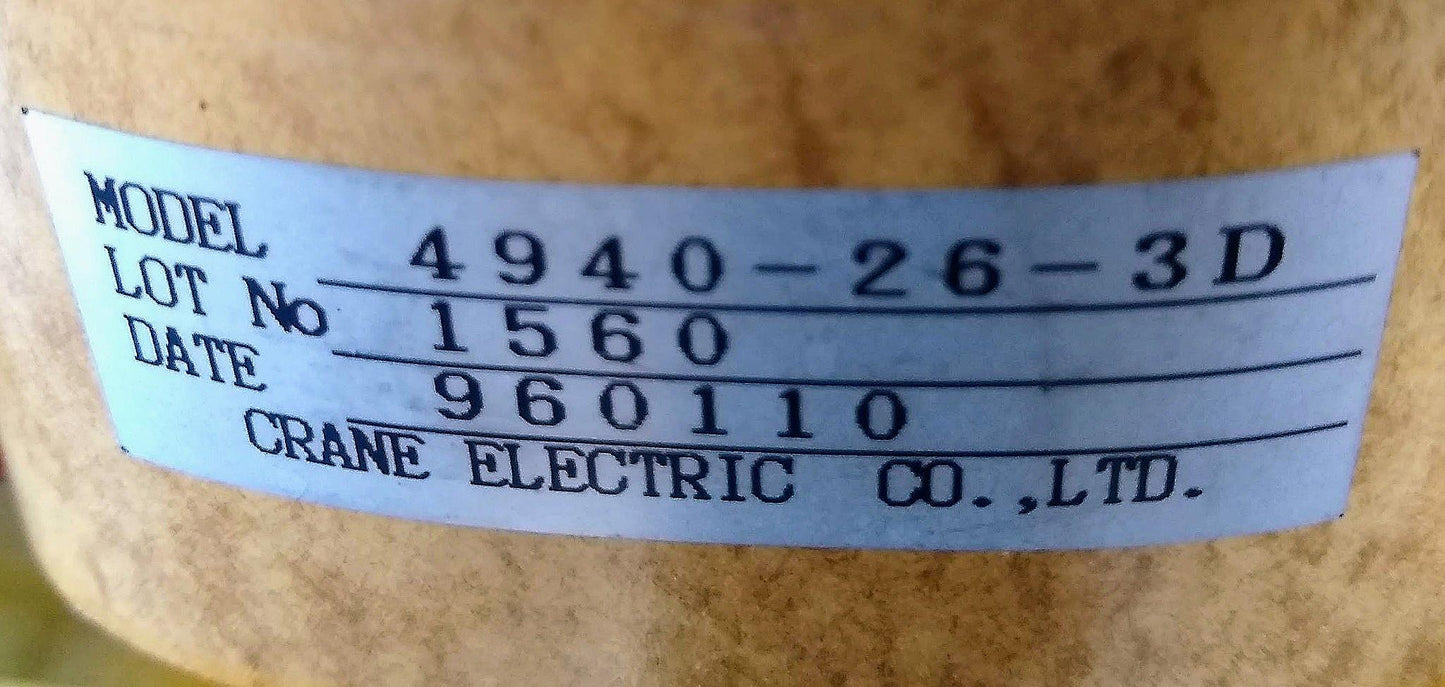 MODEL 4940-26-3D
LOT No 1560
DATE 960110
CRANE ELECTRIC CO.,LTD.